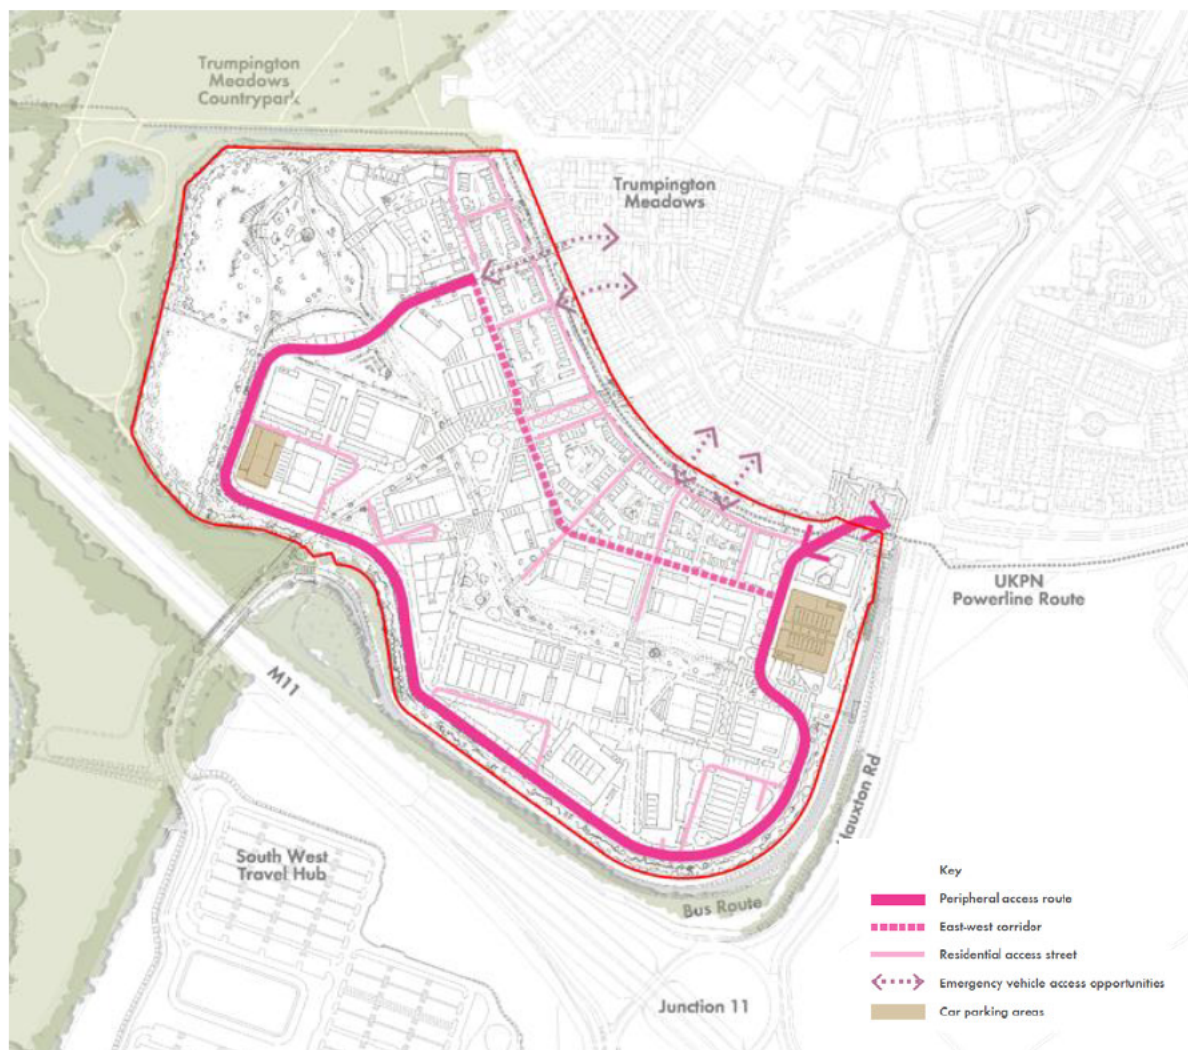 Trumpington
Meadows
Countrypark
Trumpington
Meadows
UKPN
Powerline Route
M11
Hauxton Rd
South West
Travel Hub
Bus Route
Junction 11
Key
Peripheral access route
East-west corridor
Residential access street
Emergency vehicle access opportunities
Car parking areas